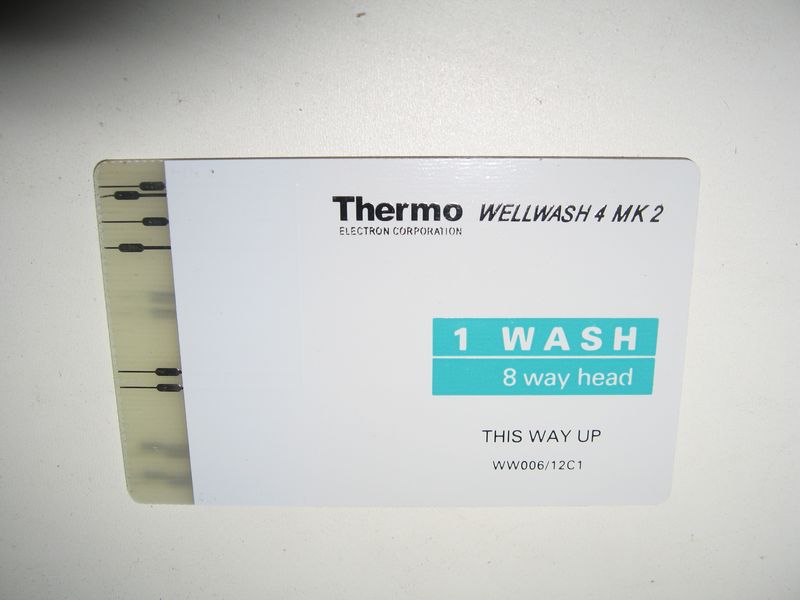 Thermo WELLWASH 4 MK 2
ELECTRON CORPORATION
1 WASH
8 way head
THIS WAY UP
WW006/12C1